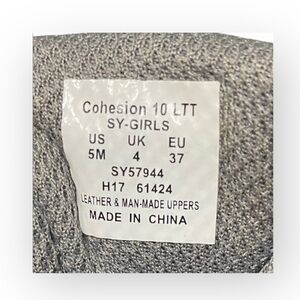 Cohesion 10 LTT
SY-GIRLS
US UK EU
5M 4 37
SY57944
H17 61424
LEATHER & MAN-MADE UPPERS
MADE IN CHINA